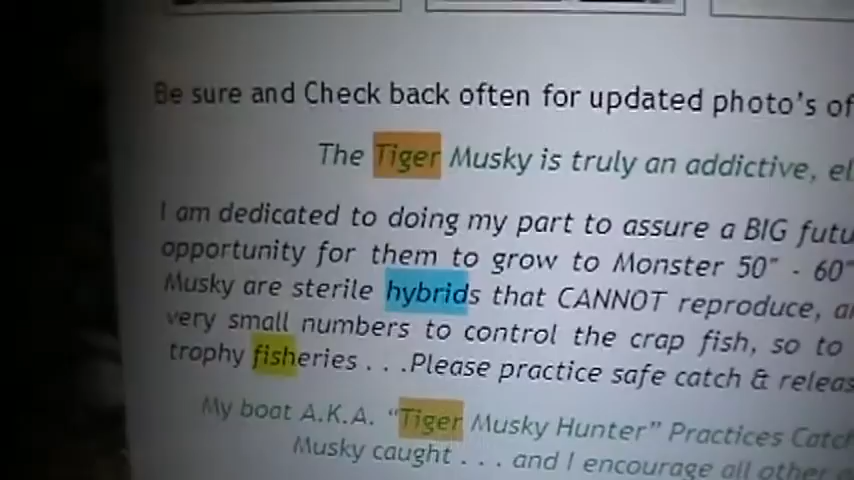 Be sure and Check back often for updated photo's of
The Tiger Musky is truly an addictive, el
I am dedicated to doing my part to assure a BIG futu
opportunity for them to grow to Monster 50" - 60"
Musky are sterile hybrids that CANNOT reproduce, a
very small numbers to control the crap fish, so to
trophy fisheries . . .Please practice safe catch & releas
My boat A.K.A. "Tiger Musky Hunter" Practices Catc
Musky caught . . . and I encourage all other